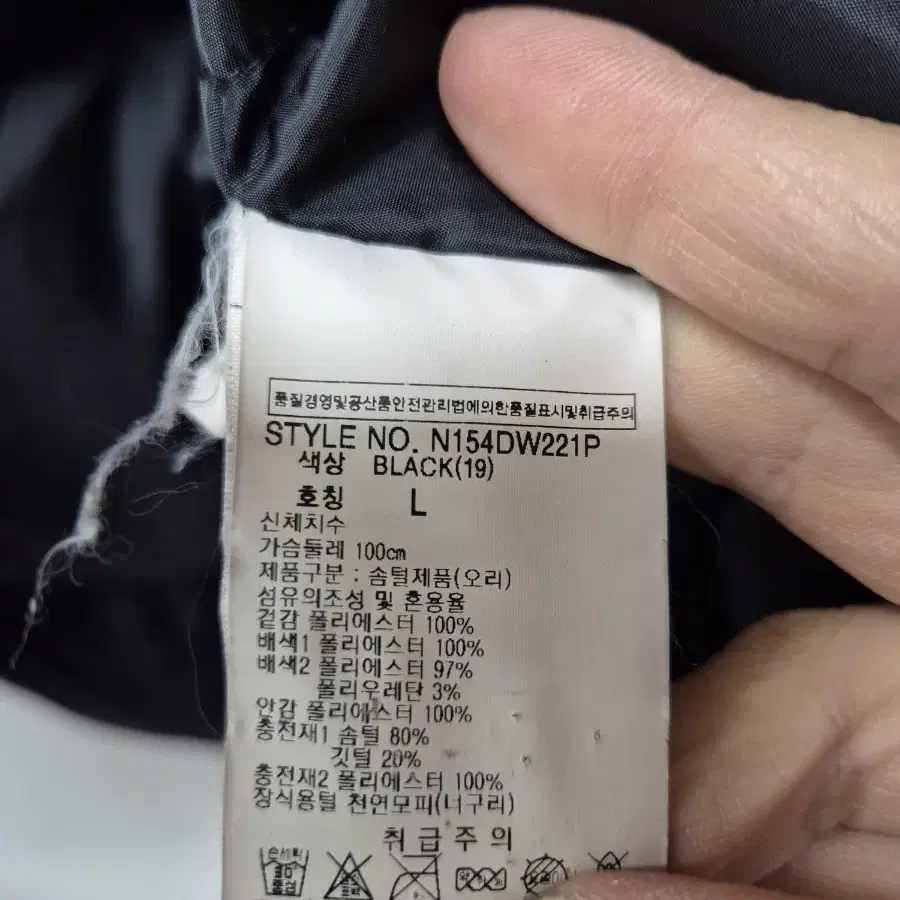 품질경영및공산품안전관리법에의한품질표시및취급주의
STYLE NO. N154DW221P
색상 BLACK(19)
호칭 L
신체치수
가슴둘레 100cm
제품구분 : 솜털제품(오리)
섬유의조성 및 혼용율
겉감 폴리에스터 100%
배색1 폴리에스터 100%
배색2 폴리에스터 97%
폴리우레탄 3%
안감 폴리에스터 100%
충전재1 솜털 80%
깃털 20%
충전재2 폴리에스터 100%
장식용털 천연모피(너구리)
취급주의
손세탁
중성